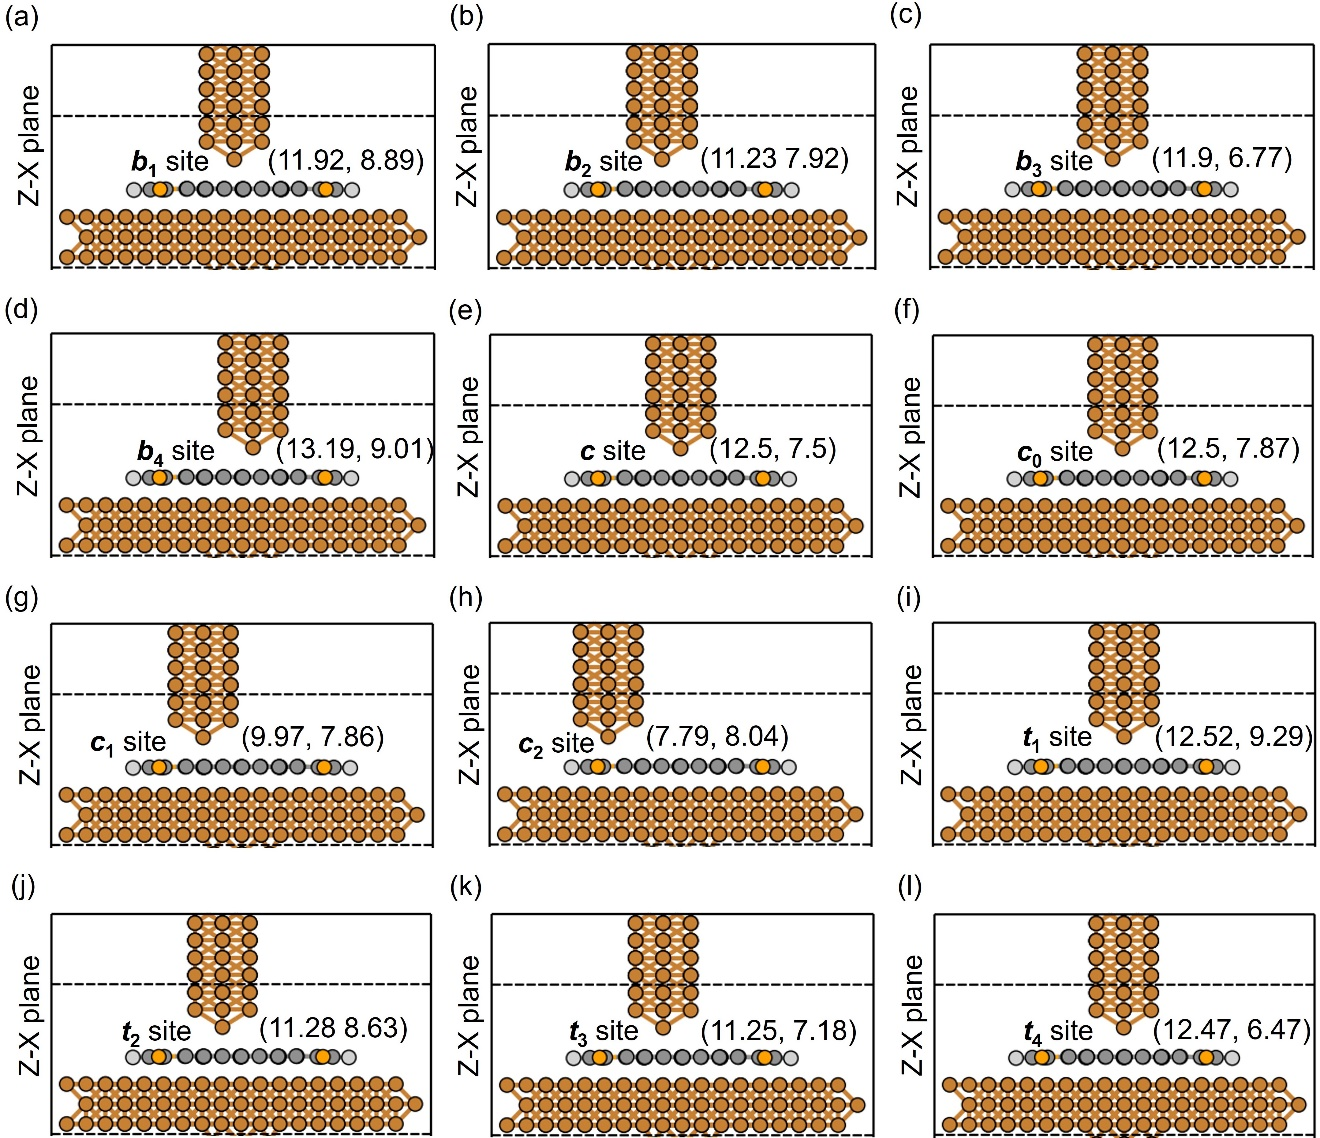 (a)
(b)
(c)
Z-X plane
b1 site
(11.92, 8.89)
Z-X plane
b2 site
(11.23 7.92)
Z-X plane
b3 site
(11.9, 6.77)
(d)
(e)
(f)
Z-X plane
b4 site
(13.19, 9.01)
Z-X plane
c site
(12.5, 7.5)
Z-X plane
c0 site
(12.5, 7.87)
(g)
(h)
(i)
Z-X plane
c1 site
(9.97, 7.86)
Z-X plane
c2 site
(7.79, 8.04)
Z-X plane
t1 site
(12.52, 9.29)
(j)
(k)
(l)
Z-X plane
t2 site
(11.28 8.63)
Z-X plane
t3 site
(11.25, 7.18)
Z-X plane
t4 site
(12.47, 6.47)